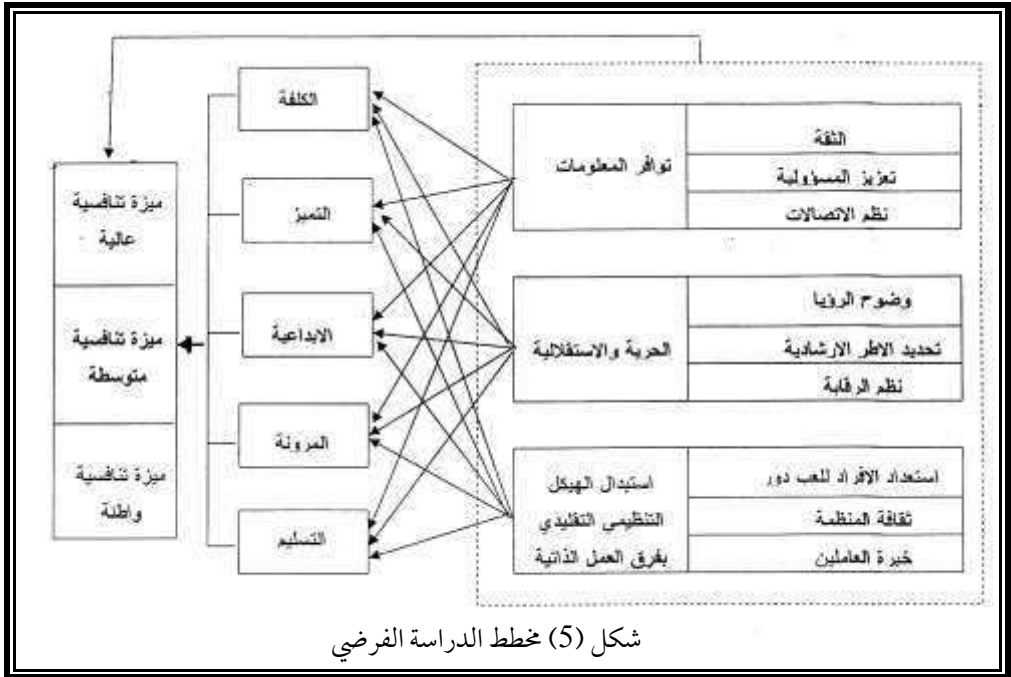 الثقة
توافر المعلومات
تعزيز المسؤولية
نظم الاتصالات
وضوح الرؤيا
الحرية والاستقلالية
تحديد الاطر الارشادية
نظم الرقابة
استعداد الافراد للعب دور
ثقافة المنظمة
خبرة العاملين
استبدال الهيكل
التنظيمي التقليدي
بفرق العمل الذاتية
الكلفة
التميز
الابداعية
المرونة
التسليم
ميزة تنافسية
عالية
ميزة تنافسية
متوسطة
ميزة تنافسية
واطئة
شكل (5) مخطط الدراسة الفرضي